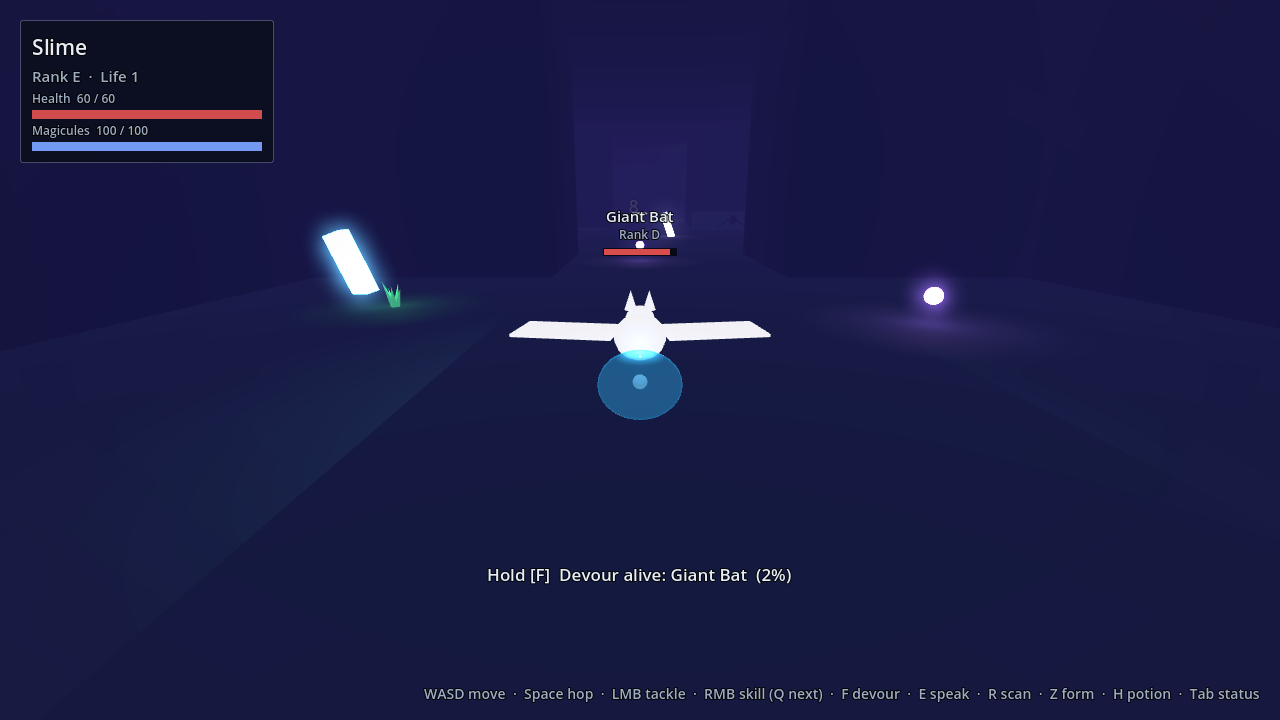 Slime
Rank E · Life 1
Health 60 / 60
Magicules 100 / 100
Giant Bat
Rank D
Hold [F] Devour alive: Giant Bat (2%)
WASD move · Space hop · LMB tackle · RMB skill (Q next) · F devour · E speak · R scan · Z form · H potion · Tab status